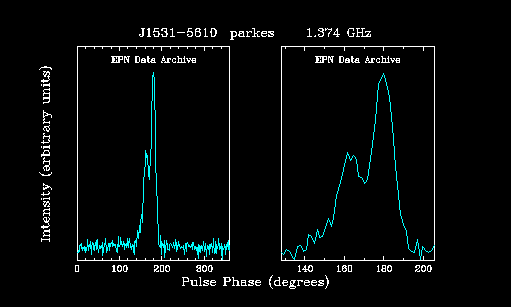 J1531-5610 parkes 1.374 GHz
EPN Data Archive EPN Data Archive
Intensity (arbitrary units)
0 100 200 300 140 160 180 200
Pulse Phase (degrees)